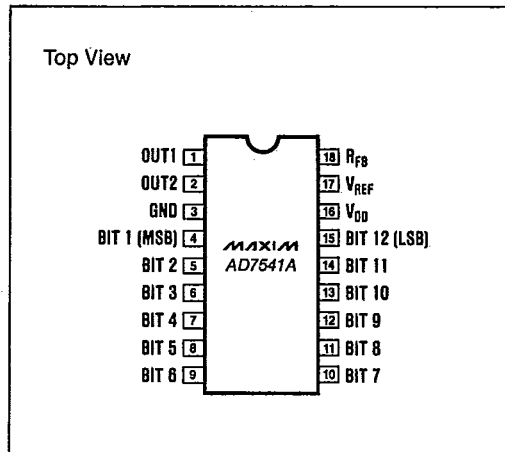 Top View
OUT1 1 18 RFB
OUT2 2 17 VREF
GND 3 16 VDD
BIT 1 (MSB) 4 15 BIT 12 (LSB)
MAXIM
AD7541A
BIT 2 5 14 BIT 11
BIT 3 6 13 BIT 10
BIT 4 7 12 BIT 9
BIT 5 8 11 BIT 8
BIT 6 9 10 BIT 7